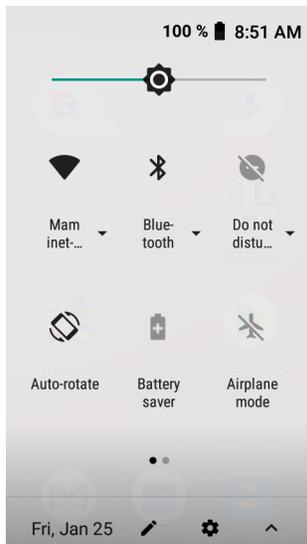 100 % 8:51 AM
Mam
inet-...
Blue-
tooth
Do not
distu...
Auto-rotate
Battery
saver
Airplane
mode
Fri, Jan 25